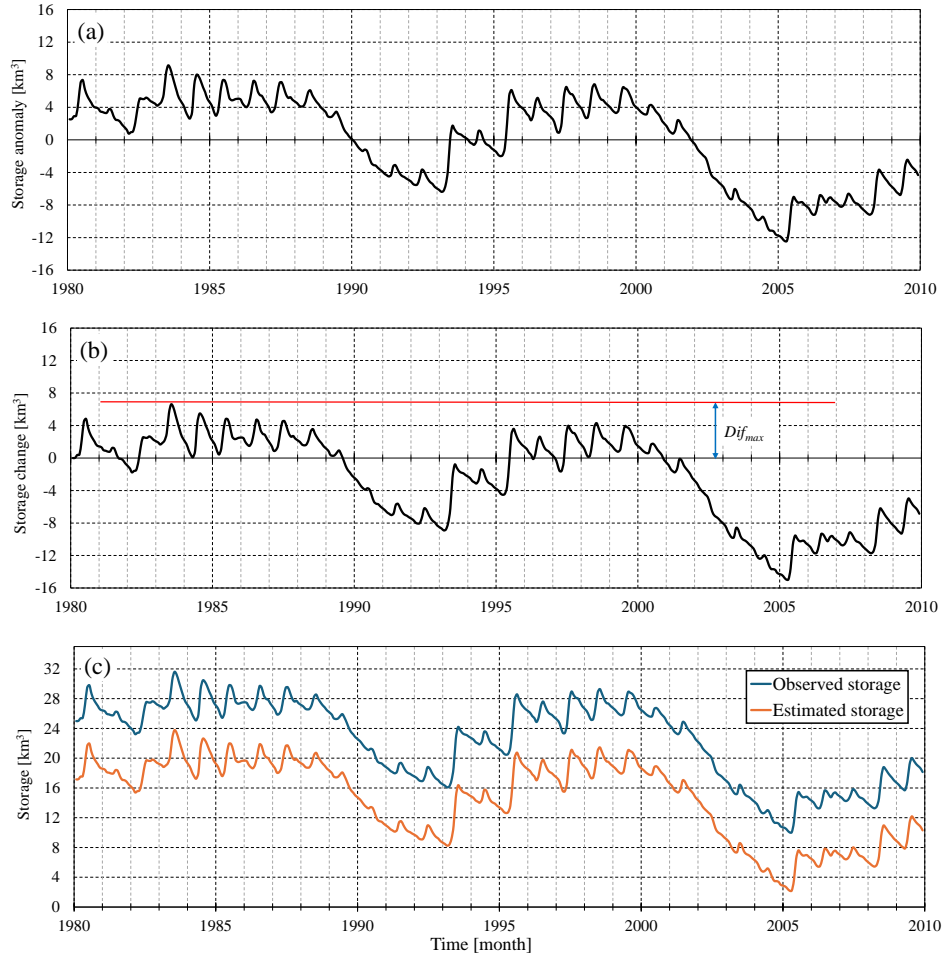 (a)
Storage anomaly [km³]
16
12
8
4
0
-4
-8
-12
-16
1980 1985 1990 1995 2000 2005 2010
(b)
Storage change [km³]
16
12
8
4
0
-4
-8
-12
-16
Dif_max
1980 1985 1990 1995 2000 2005 2010
(c)
Storage [km³]
32
28
24
20
16
12
8
4
0
Observed storage
Estimated storage
1980 1985 1990 1995 2000 2005 2010
Time [month]